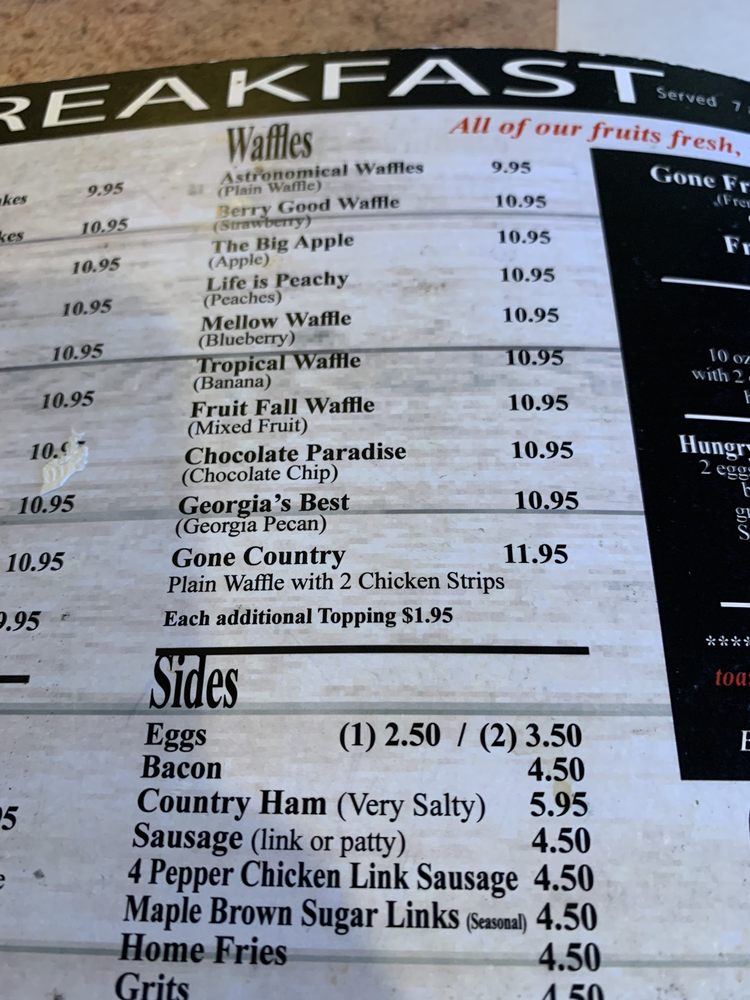 REAKFAST Served 7
All of our fruits fresh,
9.95
10.95
10.95
10.95
10.95
10.95
10.95
10.95
Waffles
Astronomical Waffles 9.95
(Plain Waffle)
Berry Good Waffle 10.95
(Strawberry)
The Big Apple 10.95
(Apple)
Life is Peachy 10.95
(Peaches)
Mellow Waffle 10.95
(Blueberry)
Tropical Waffle 10.95
(Banana)
Fruit Fall Waffle 10.95
(Mixed Fruit)
Chocolate Paradise 10.95
(Chocolate Chip)
Georgia's Best 10.95
(Georgia Pecan)
Gone Country 11.95
Plain Waffle with 2 Chicken Strips
Each additional Topping $1.95
Sides
Eggs (1) 2.50 / (2) 3.50
Bacon 4.50
Country Ham (Very Salty) 5.95
Sausage (link or patty) 4.50
4 Pepper Chicken Link Sausage 4.50
Maple Brown Sugar Links (Seasonal) 4.50
Home Fries 4.50
Grits 4.50
Gone
10 oz
with 2
Hungry
2 eggs
****